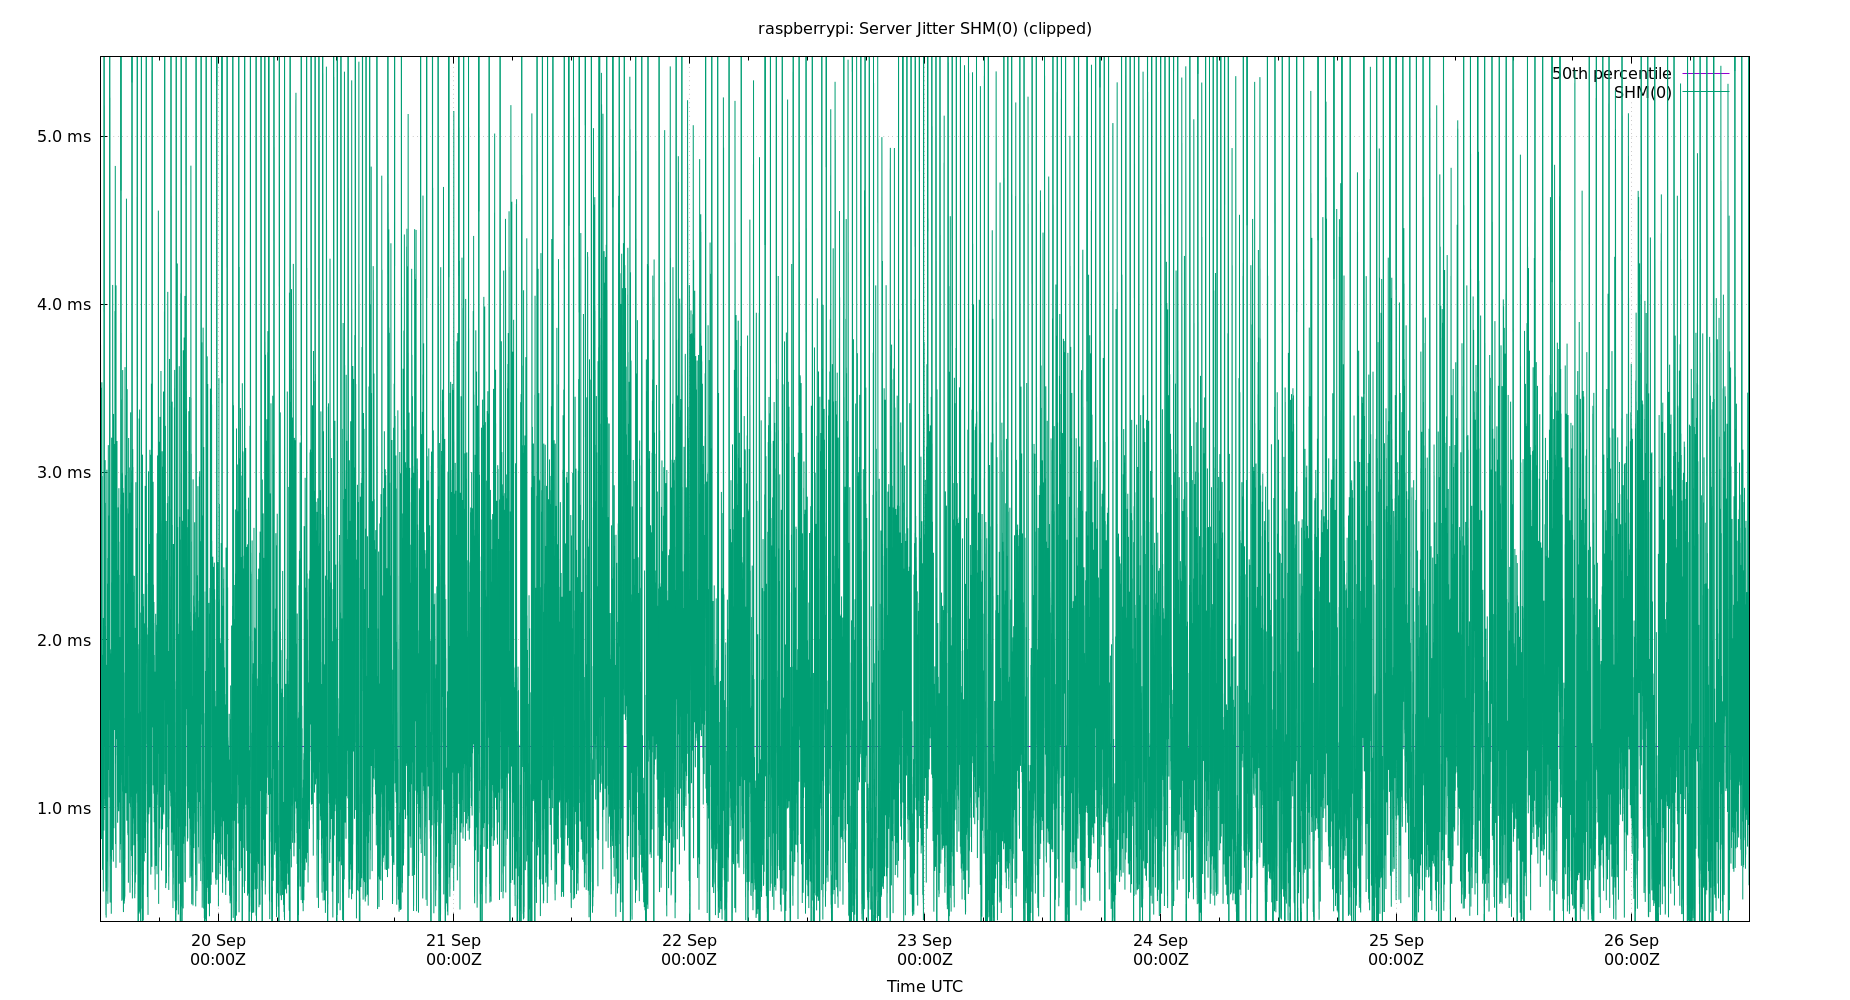 raspberrypi: Server Jitter SHM(0) (clipped)
50th percentile
SHM(0)
5.0 ms
4.0 ms
3.0 ms
2.0 ms
1.0 ms
20 Sep 21 Sep 22 Sep 23 Sep 24 Sep 25 Sep 26 Sep
00:00Z 00:00Z 00:00Z 00:00Z 00:00Z 00:00Z 00:00Z
Time UTC